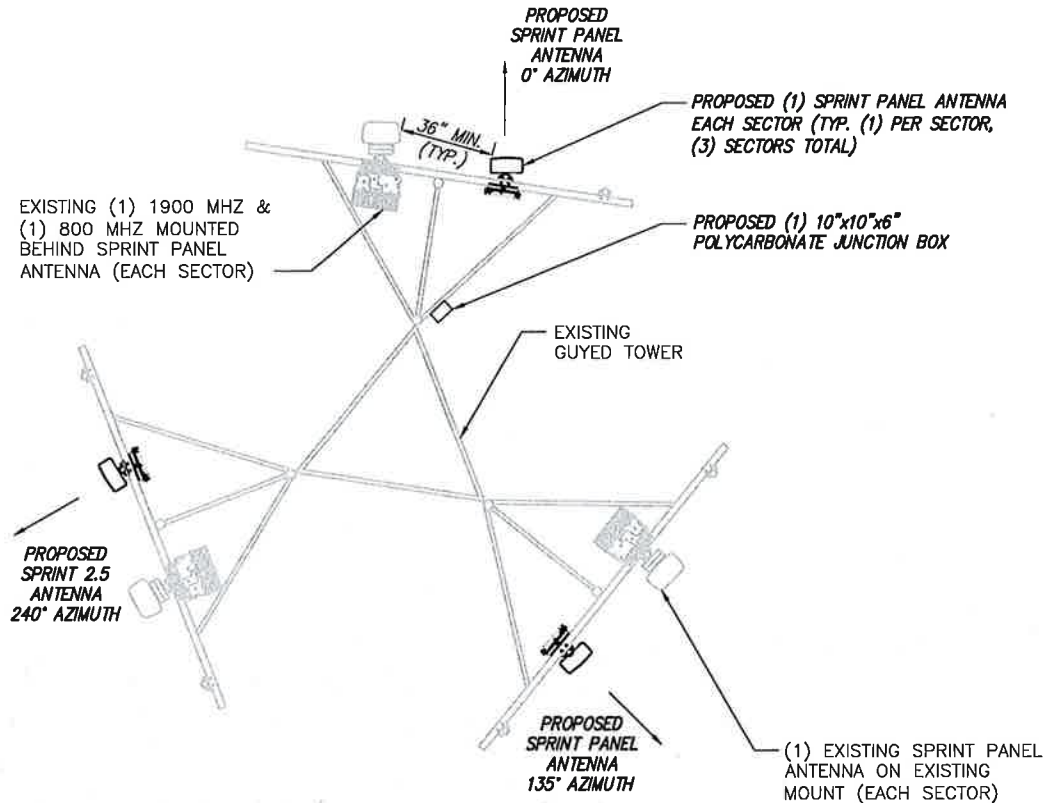 PROPOSED
SPRINT PANEL
ANTENNA
0° AZIMUTH
PROPOSED (1) SPRINT PANEL ANTENNA
EACH SECTOR (TYP. (1) PER SECTOR,
(3) SECTORS TOTAL)
36" MIN.
(TYP.)
EXISTING (1) 1900 MHZ &
(1) 800 MHZ MOUNTED
BEHIND SPRINT PANEL
ANTENNA (EACH SECTOR)
PROPOSED (1) 10"x10"x6"
POLYCARBONATE JUNCTION BOX
EXISTING
GUYED TOWER
PROPOSED
SPRINT 2.5
ANTENNA
240° AZIMUTH
PROPOSED
SPRINT PANEL
ANTENNA
135° AZIMUTH
(1) EXISTING SPRINT PANEL
ANTENNA ON EXISTING
MOUNT (EACH SECTOR)